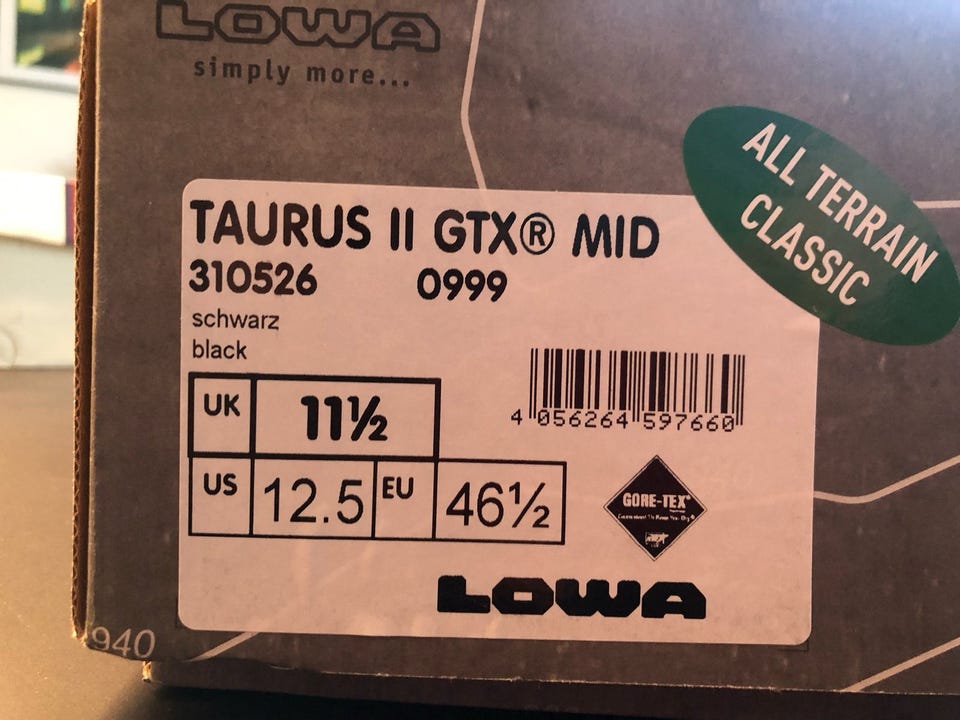 LOWA
simply more...
ALL TERRAIN
CLASSIC
TAURUS II GTX® MID
310526 0999
schwarz
black
UK 11½
US 12.5 EU 46½
4 056264 597660
GORE-TEX®
LOWA
940